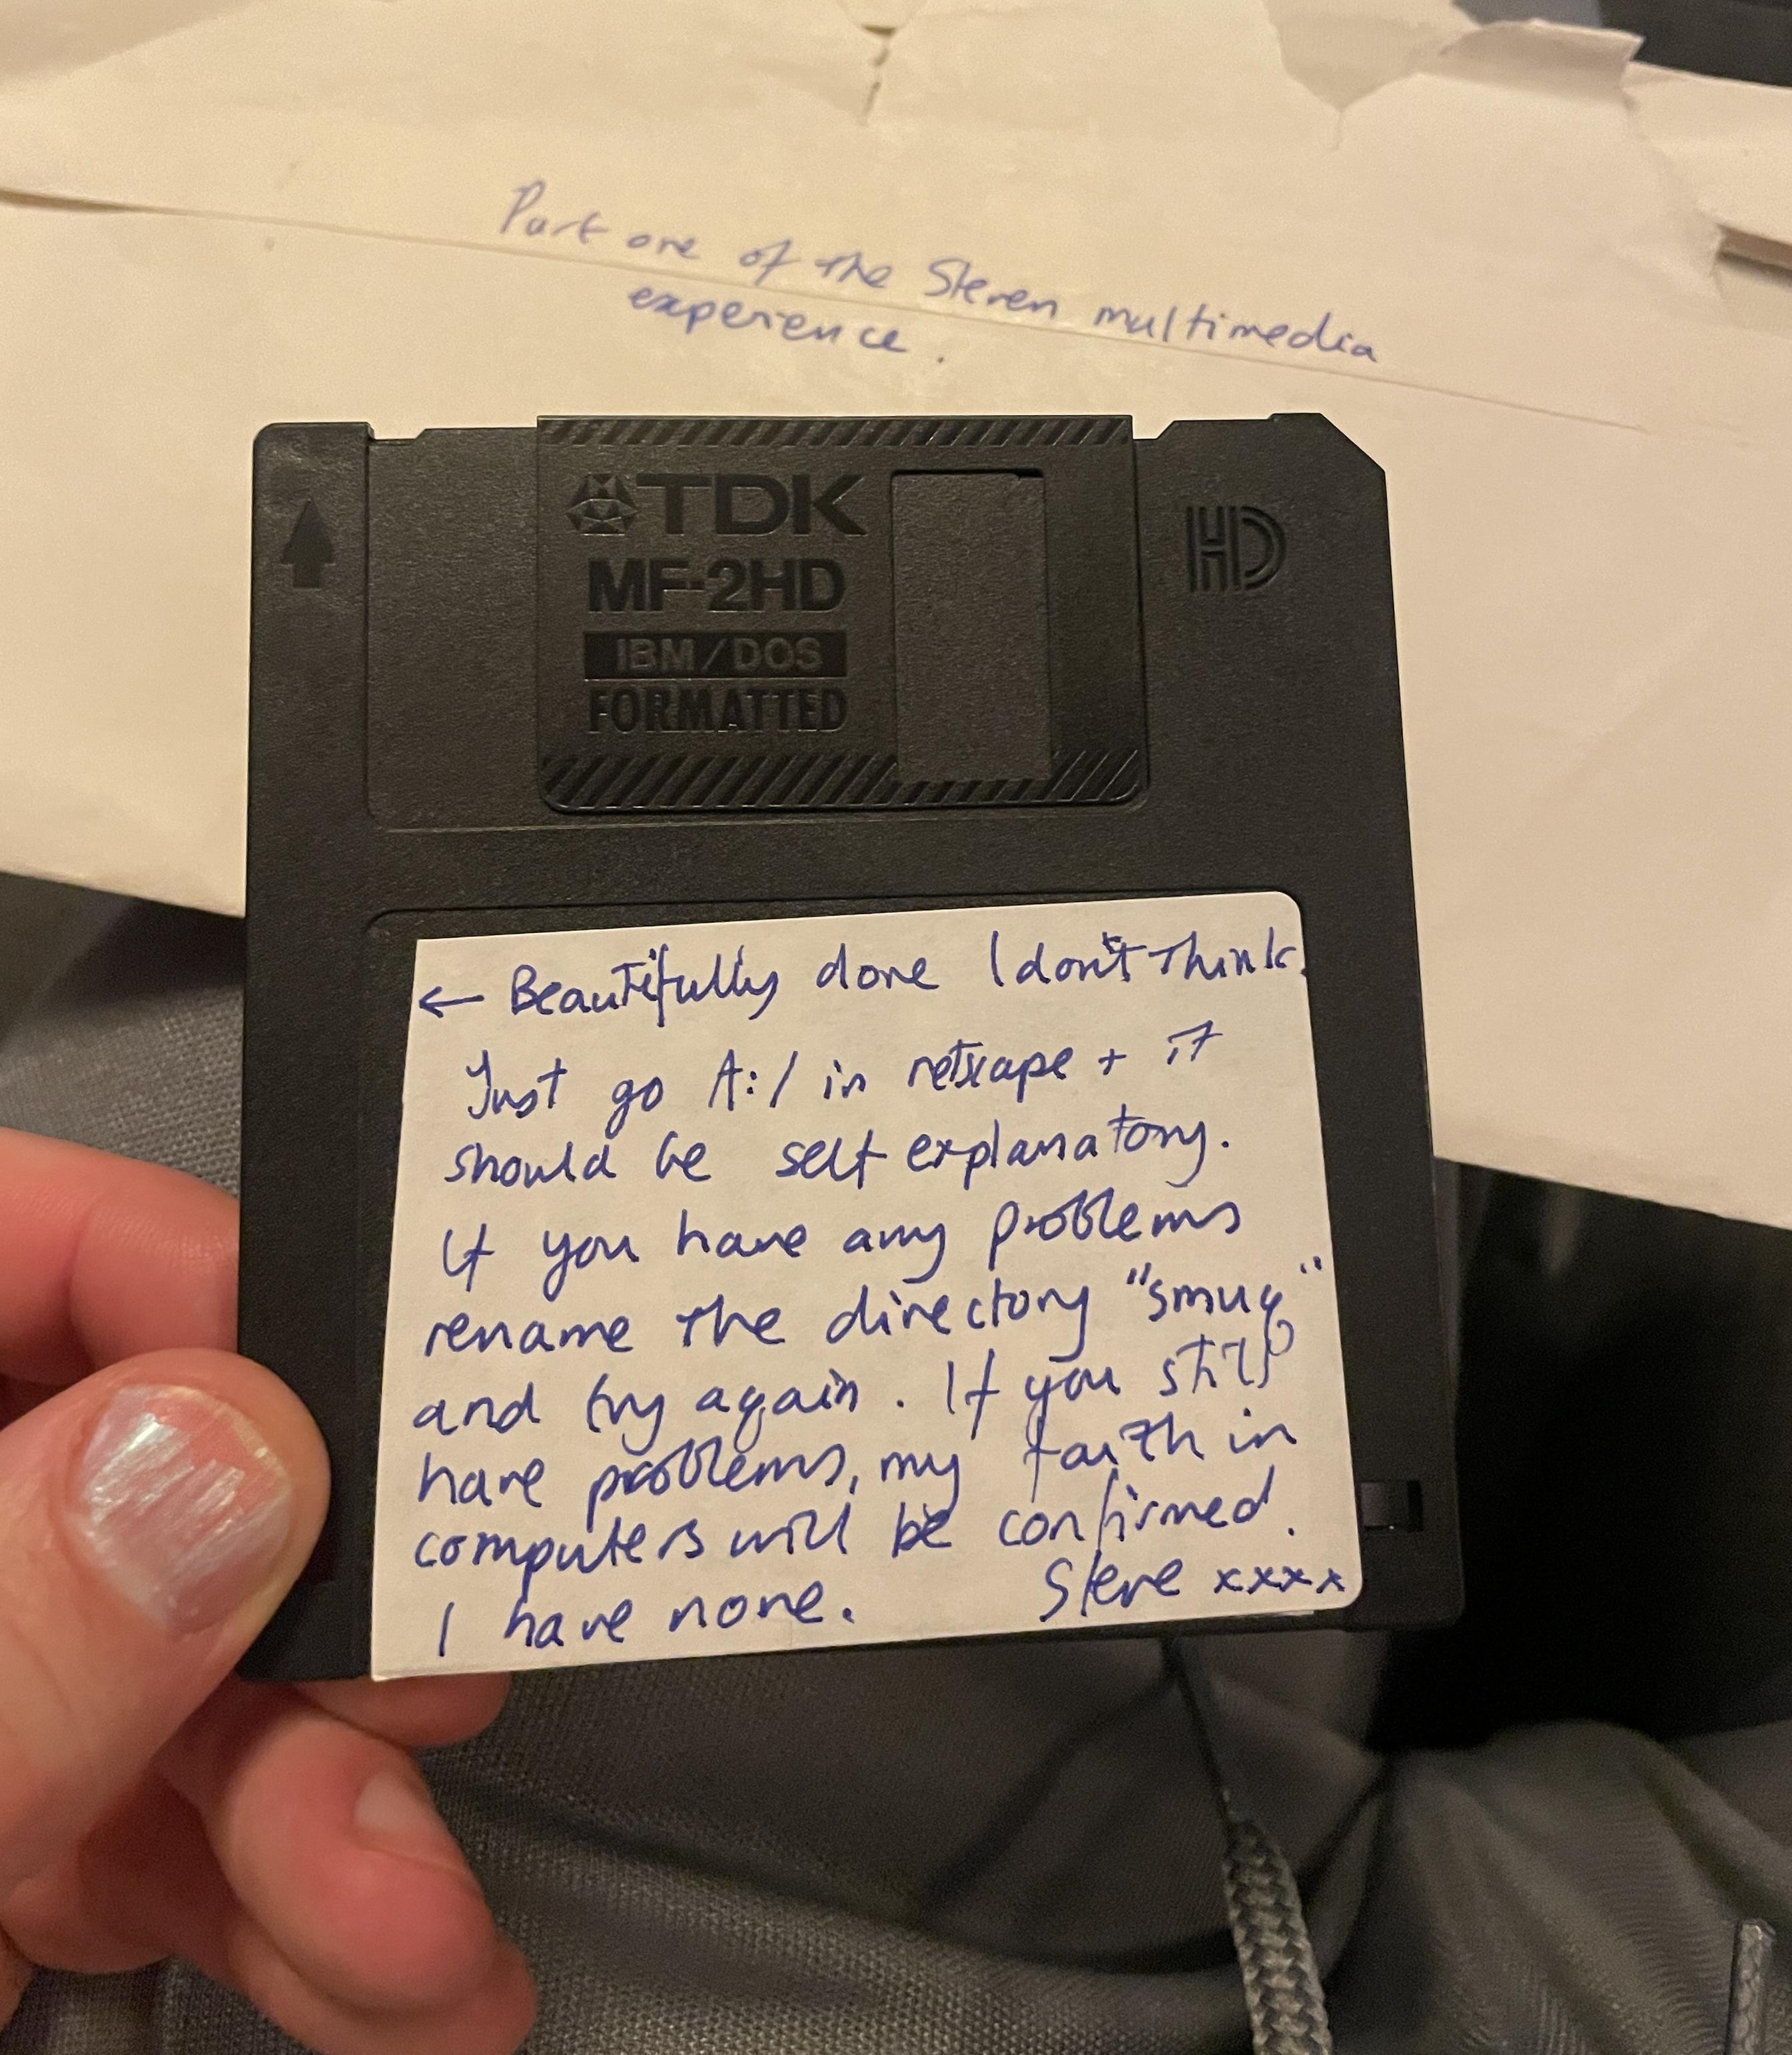 Part one of the Steven multimedia
experience.
TDK
HD
MF-2HD
IBM/DOS
FORMATTED
← Beautifully done I don't think.
Just go A:/ in netscape + it
should be self explanatory.
If you have any problems
rename the directory "smug"
and try again. If you still
have problems, my faith in
computers will be confirmed.
I have none. Steve xxxx